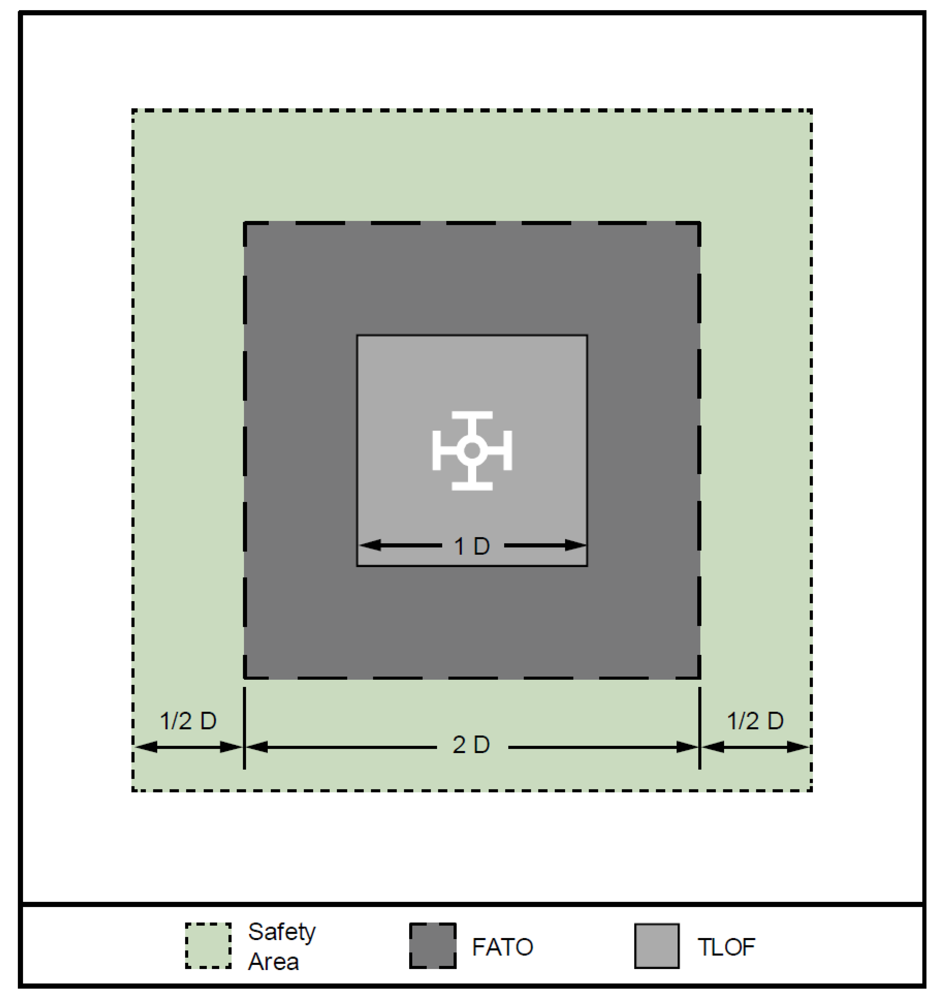 1 D
1/2 D
2 D
1/2 D
Safety
Area
FATO
TLOF